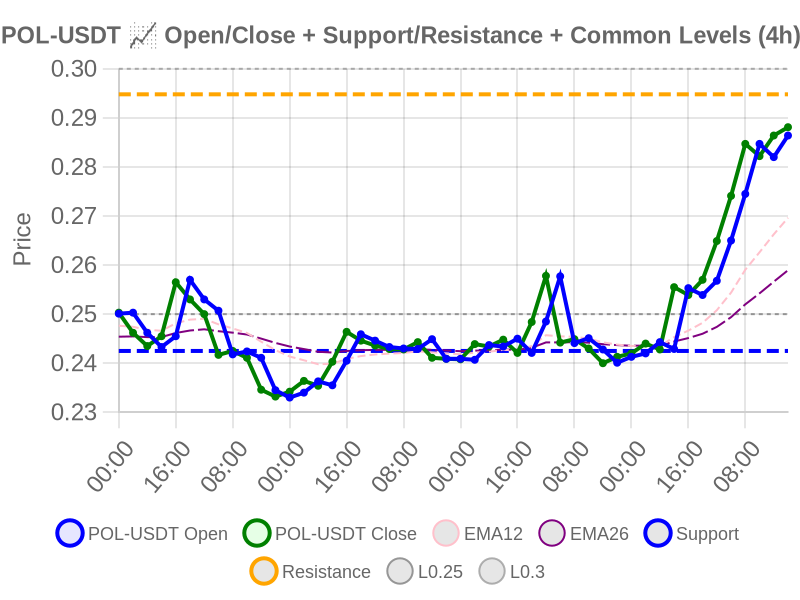 POL-USDT 📈 Open/Close + Support/Resistance + Common Levels (4h)
0.30
0.29
0.28
0.27
0.26
0.25
0.24
0.23
Price
00:00 16:00 08:00 00:00 16:00 08:00 00:00 16:00 08:00 00:00 16:00 08:00
POL-USDT Open POL-USDT Close EMA12 EMA26 Support
Resistance L0.25 L0.3